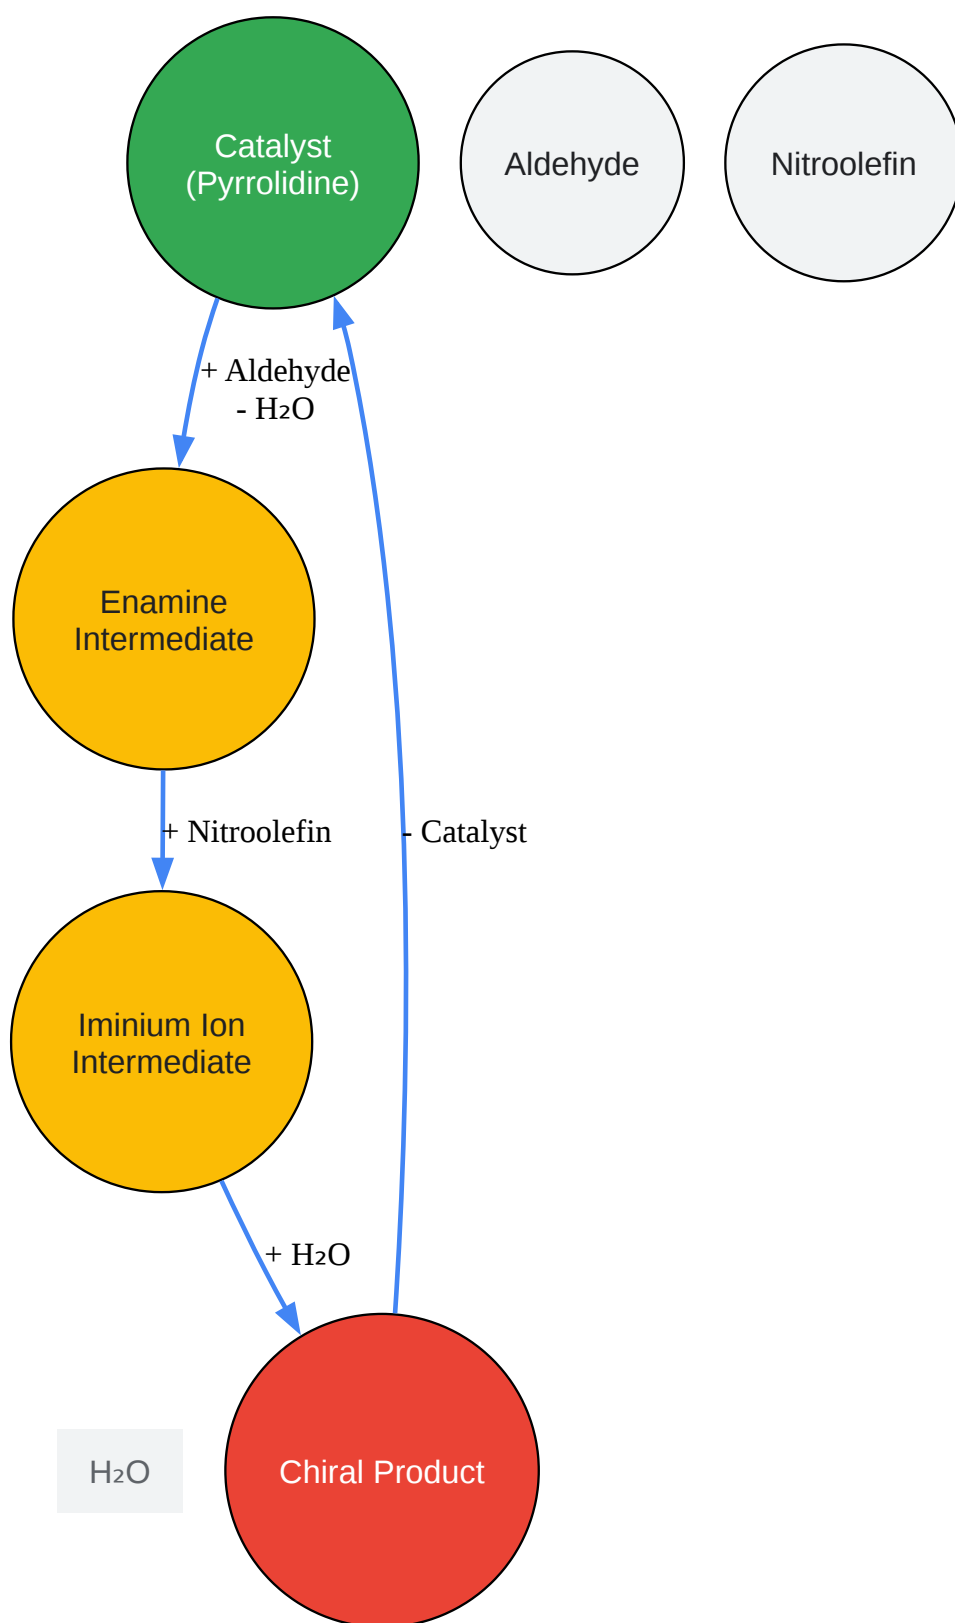 Catalyst
(Pyrrolidine)
Aldehyde
Nitroolefin
+ Aldehyde
- H₂O
Enamine
Intermediate
+ Nitroolefin
- Catalyst
Iminium Ion
Intermediate
+ H₂O
H₂O
Chiral Product